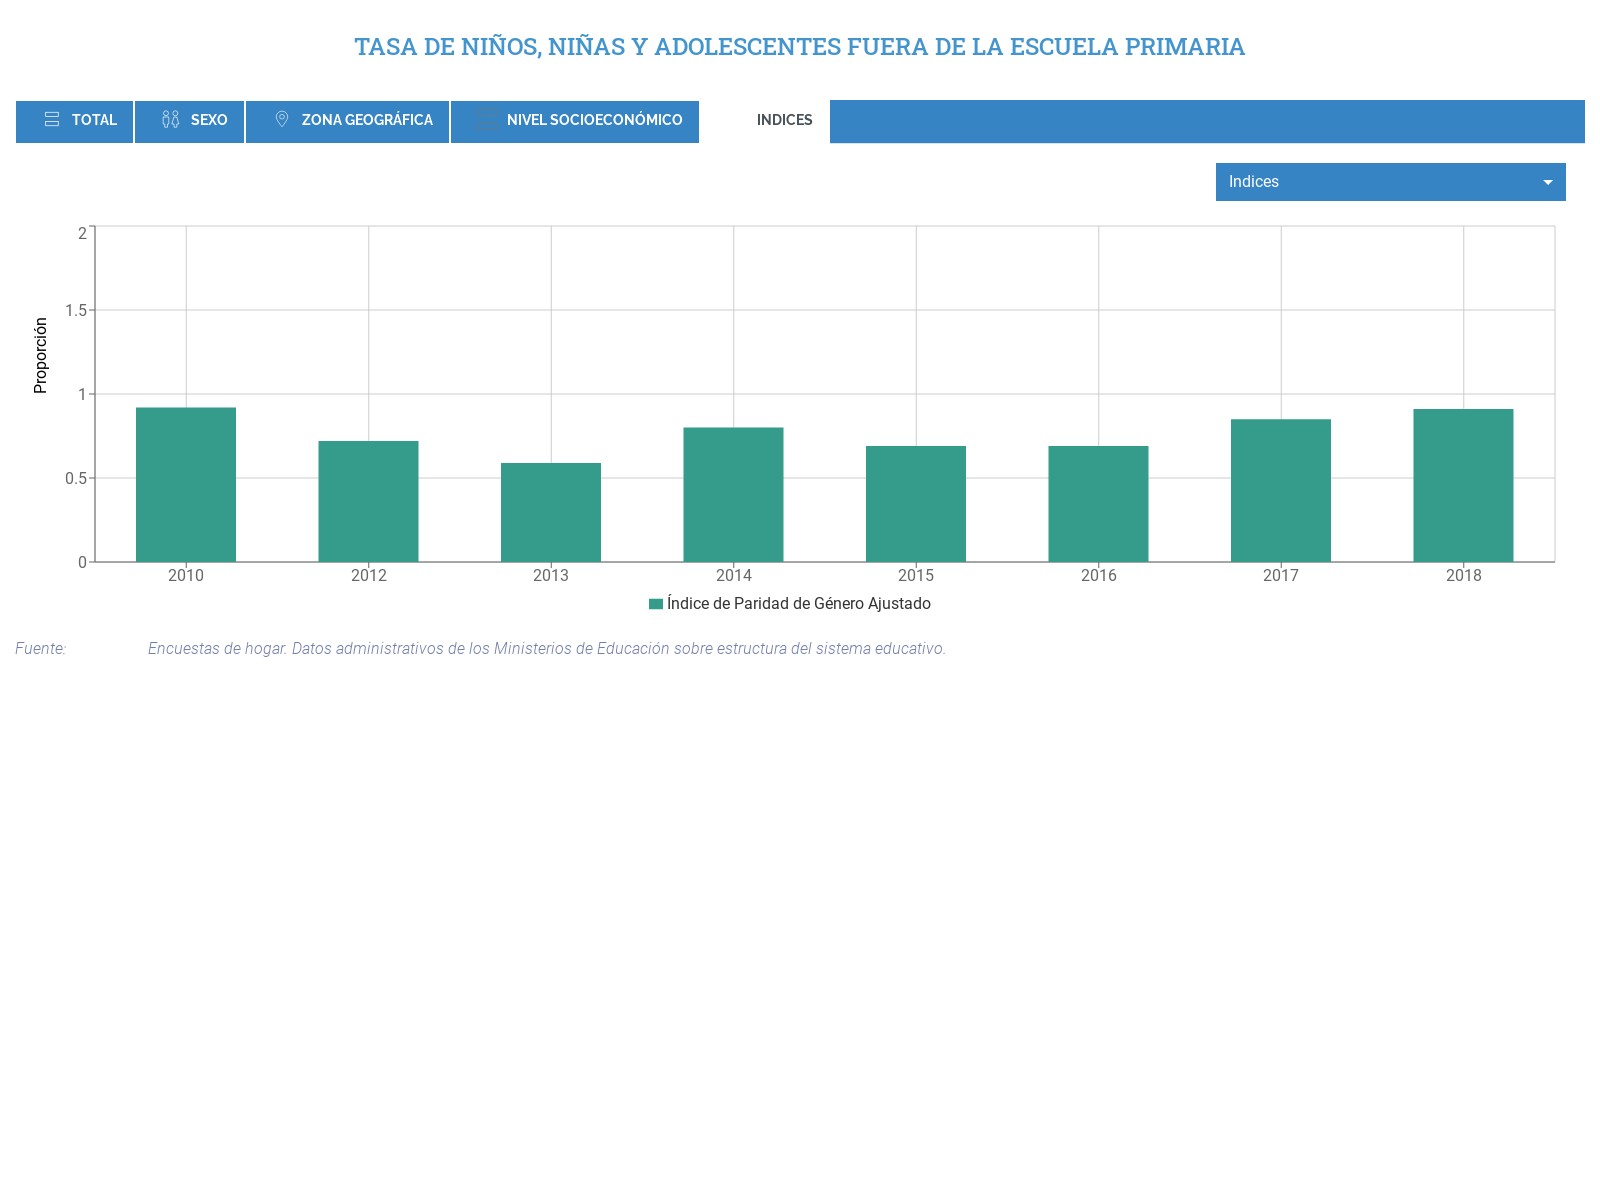 TASA DE NIÑOS, NIÑAS Y ADOLESCENTES FUERA DE LA ESCUELA PRIMARIA
TOTAL SEXO ZONA GEOGRÁFICA NIVEL SOCIOECONÓMICO INDICES
Indices
2
1.5
1
0.5
0
Proporción
2010 2012 2013 2014 2015 2016 2017 2018
Índice de Paridad de Género Ajustado
Fuente: Encuestas de hogar. Datos administrativos de los Ministerios de Educación sobre estructura del sistema educativo.